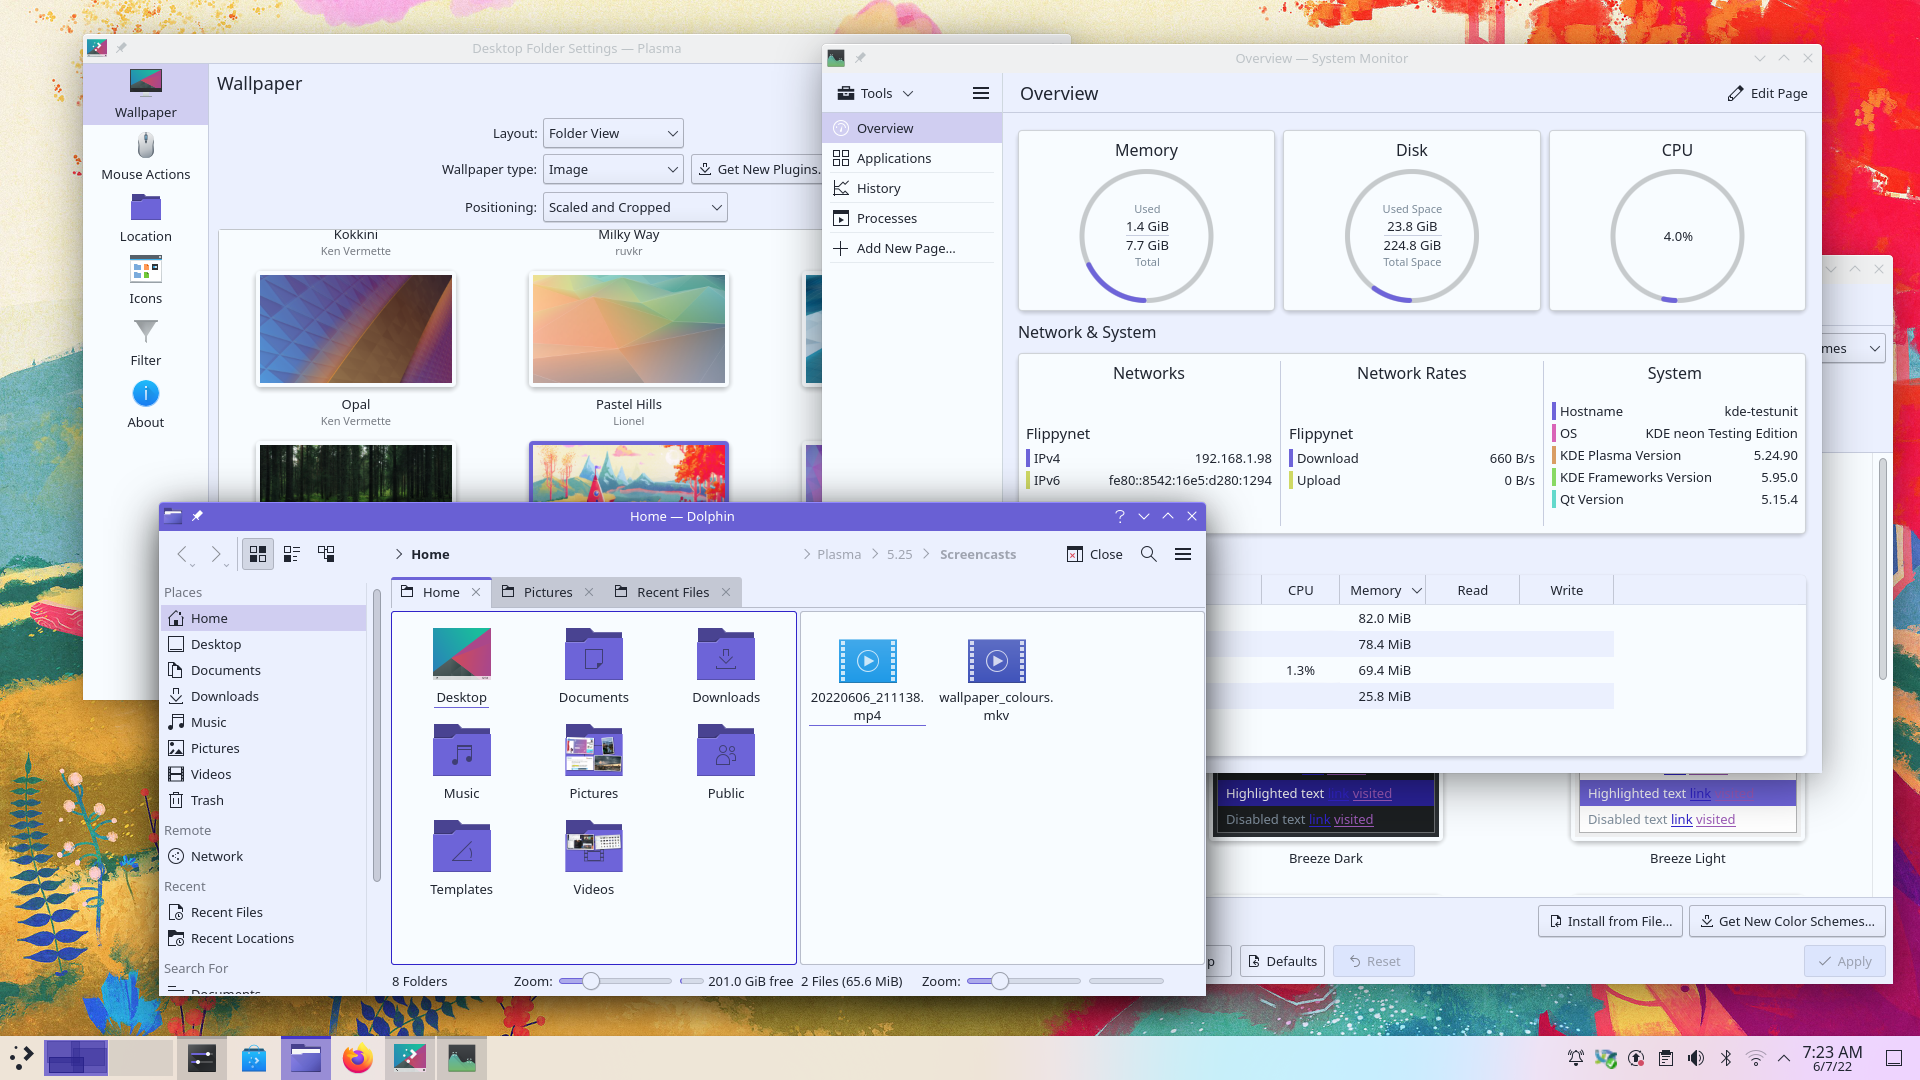 Desktop Folder Settings — Plasma
Wallpaper
Mouse Actions
Location
Icons
Filter
About
Wallpaper
Layout:
Folder View
Wallpaper type:
Image
Get New Plugins.
Positioning:
Scaled and Cropped
Kokkini
Ken Vermette
Milky Way
ruvkr
Opal
Ken Vermette
Pastel Hills
Lionel
Overview — System Monitor
Tools
Overview
Edit Page
Overview
Applications
History
Processes
Add New Page...
Memory
Used
1.4 GiB
7.7 GiB
Total
Disk
Used Space
23.8 GiB
224.8 GiB
Total Space
CPU
4.0%
Network & System
Networks
Flippynet
IPv4 192.168.1.98
IPv6 fe80::8542:16e5:d280:1294
Network Rates
Flippynet
Download 660 B/s
Upload 0 B/s
System
Hostname kde-testunit
OS KDE neon Testing Edition
KDE Plasma Version 5.24.90
KDE Frameworks Version 5.95.0
Qt Version 5.15.4
CPU Memory Read Write
82.0 MiB
78.4 MiB
1.3% 69.4 MiB
25.8 MiB
mes
Highlighted text link visited
Disabled text link visited
Breeze Dark
Highlighted text link
Disabled text link visited
Breeze Light
Install from File...
Get New Color Schemes...
p
Defaults
Reset
Apply
Home — Dolphin
?
Home
Plasma
5.25
Screencasts
Close
Places
Home
Desktop
Documents
Downloads
Music
Pictures
Videos
Trash
Remote
Network
Recent
Recent Files
Recent Locations
Search For
Documents
Home
Pictures
Recent Files
Desktop
Documents
Downloads
Music
Pictures
Public
Templates
Videos
20220606_211138.
mp4
wallpaper_colours.
mkv
8 Folders
Zoom:
201.0 GiB free
2 Files (65.6 MiB)
Zoom:
7:23 AM
6/7/22